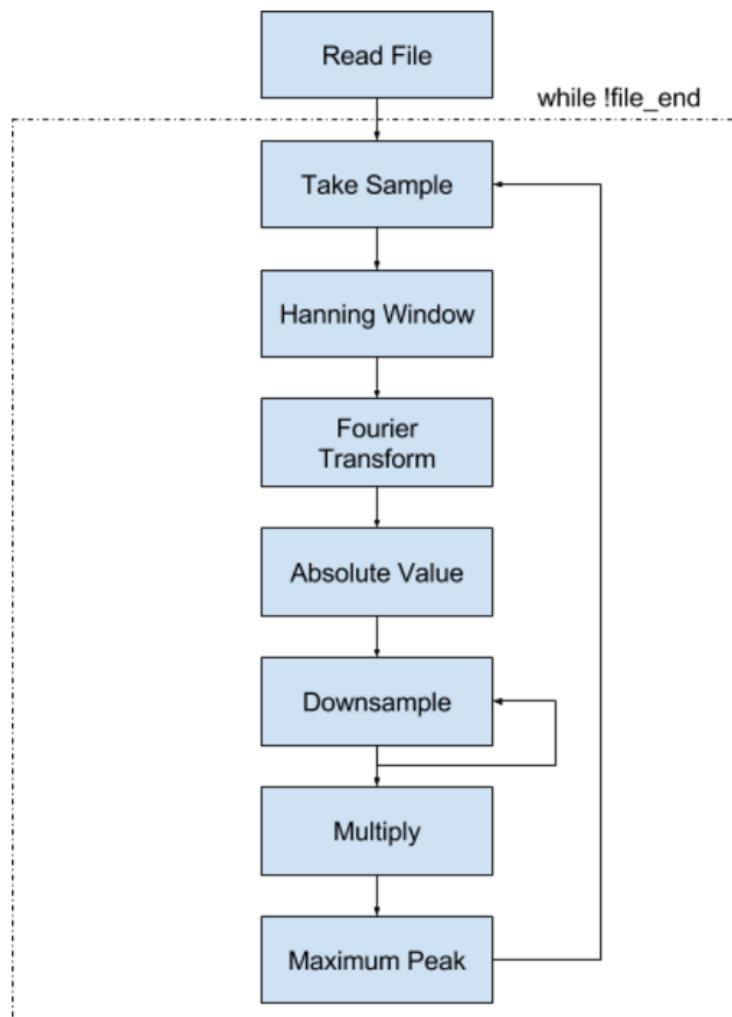 Read File
while !file_end
Take Sample
Hanning Window
Fourier
Transform
Absolute Value
Downsample
Multiply
Maximum Peak